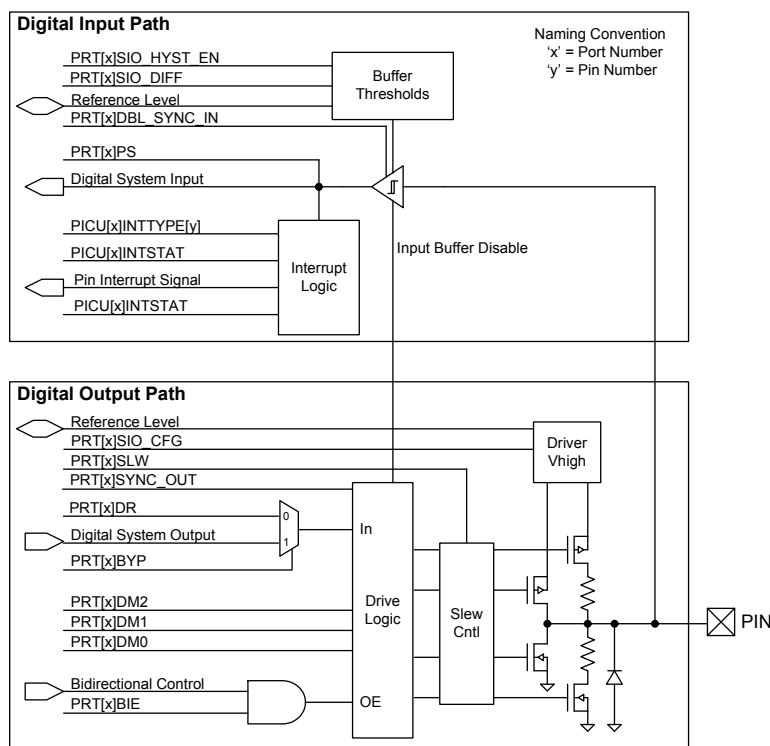 Digital Input Path
Naming Convention
'x' = Port Number
'y' = Pin Number
PRT[x]SIO_HYST_EN
PRT[x]SIO_DIFF
Reference Level
PRT[x]DBL_SYNC_IN
Buffer
Thresholds
PRT[x]PS
Digital System Input
PICU[x]INTTYPE[y]
PICU[x]INTSTAT
Pin Interrupt Signal
PICU[x]INTSTAT
Interrupt
Logic
Input Buffer Disable
Digital Output Path
Reference Level
PRT[x]SIO_CFG
PRT[x]SLW
PRT[x]SYNC_OUT
Driver
Vhigh
PRT[x]DR
Digital System Output
PRT[x]BYP
0
1
In
PRT[x]DM2
PRT[x]DM1
PRT[x]DM0
Drive
Logic
Slew
Cntl
PIN
Bidirectional Control
PRT[x]BIE
OE